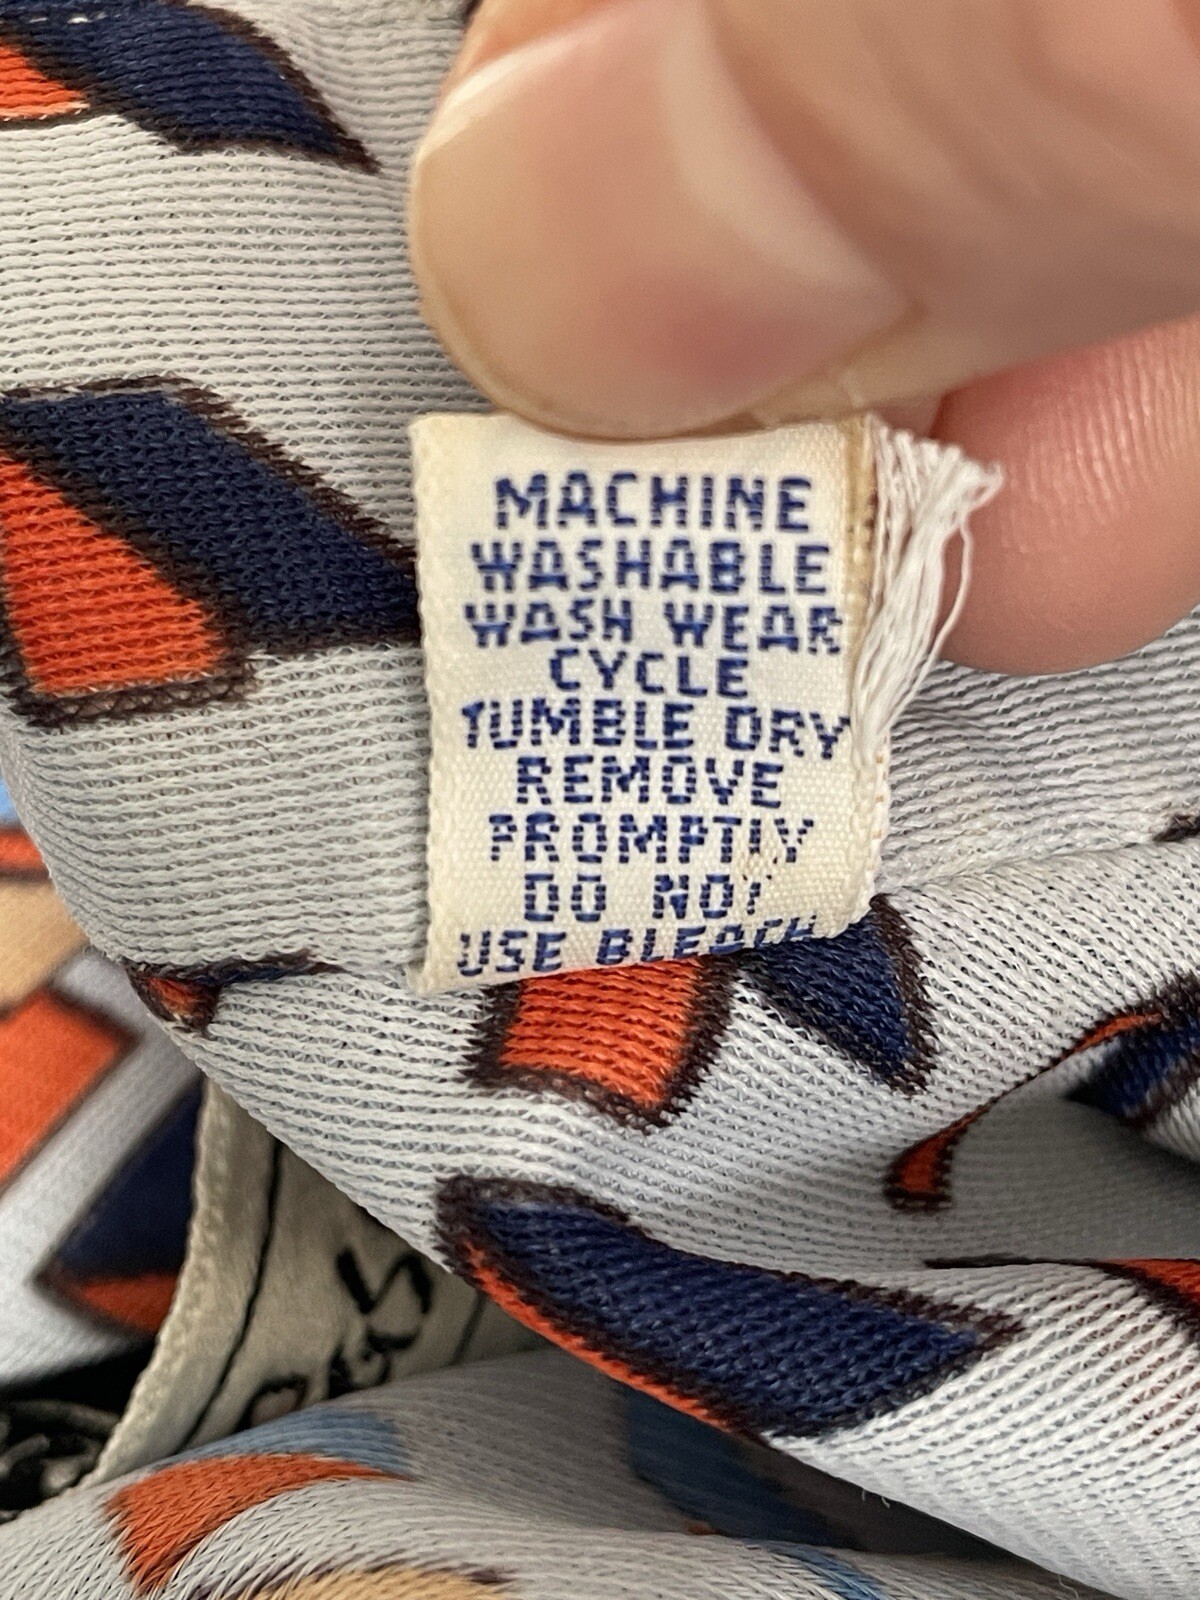 MACHINE
WASHABLE
WASH WEAR
CYCLE
TUMBLE DRY
REMOVE
PROMPTLY
DO NOT
USE BLEACH